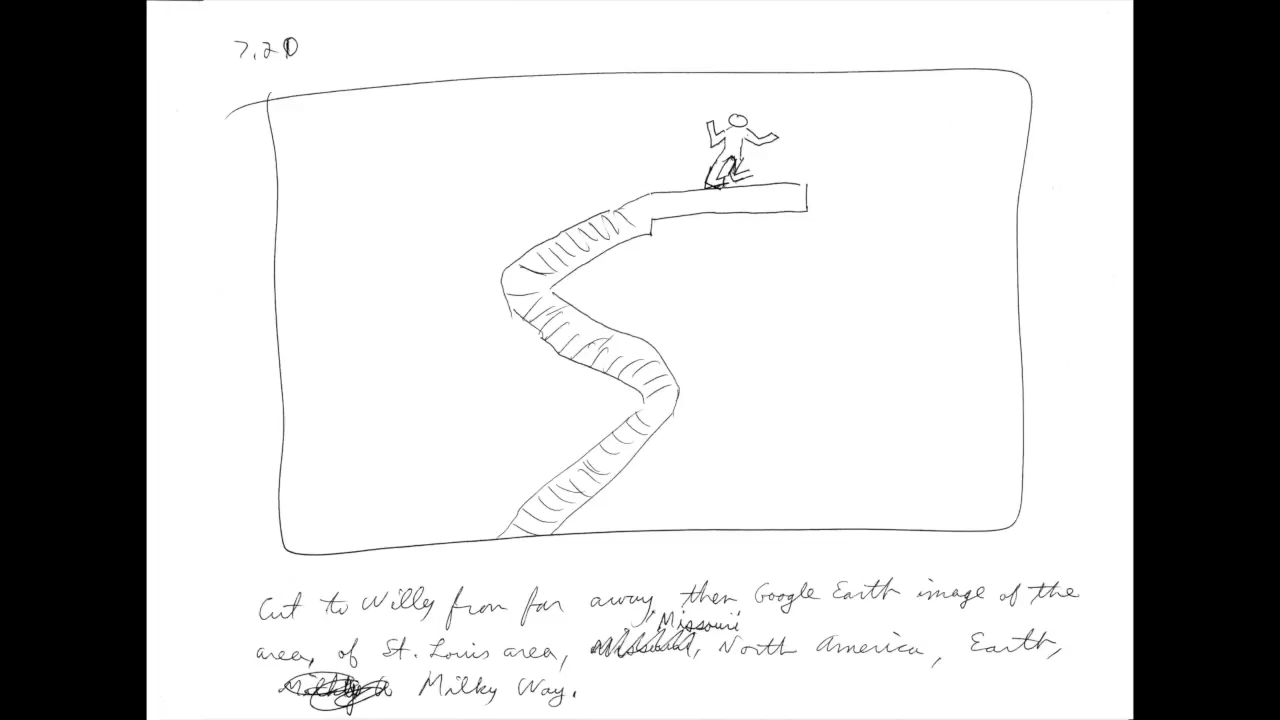 7.20
Cut to Willy from far away, then Google Earth image of the
Missouri
area, of St. Louis area, North America, Earth,
Milky Way.